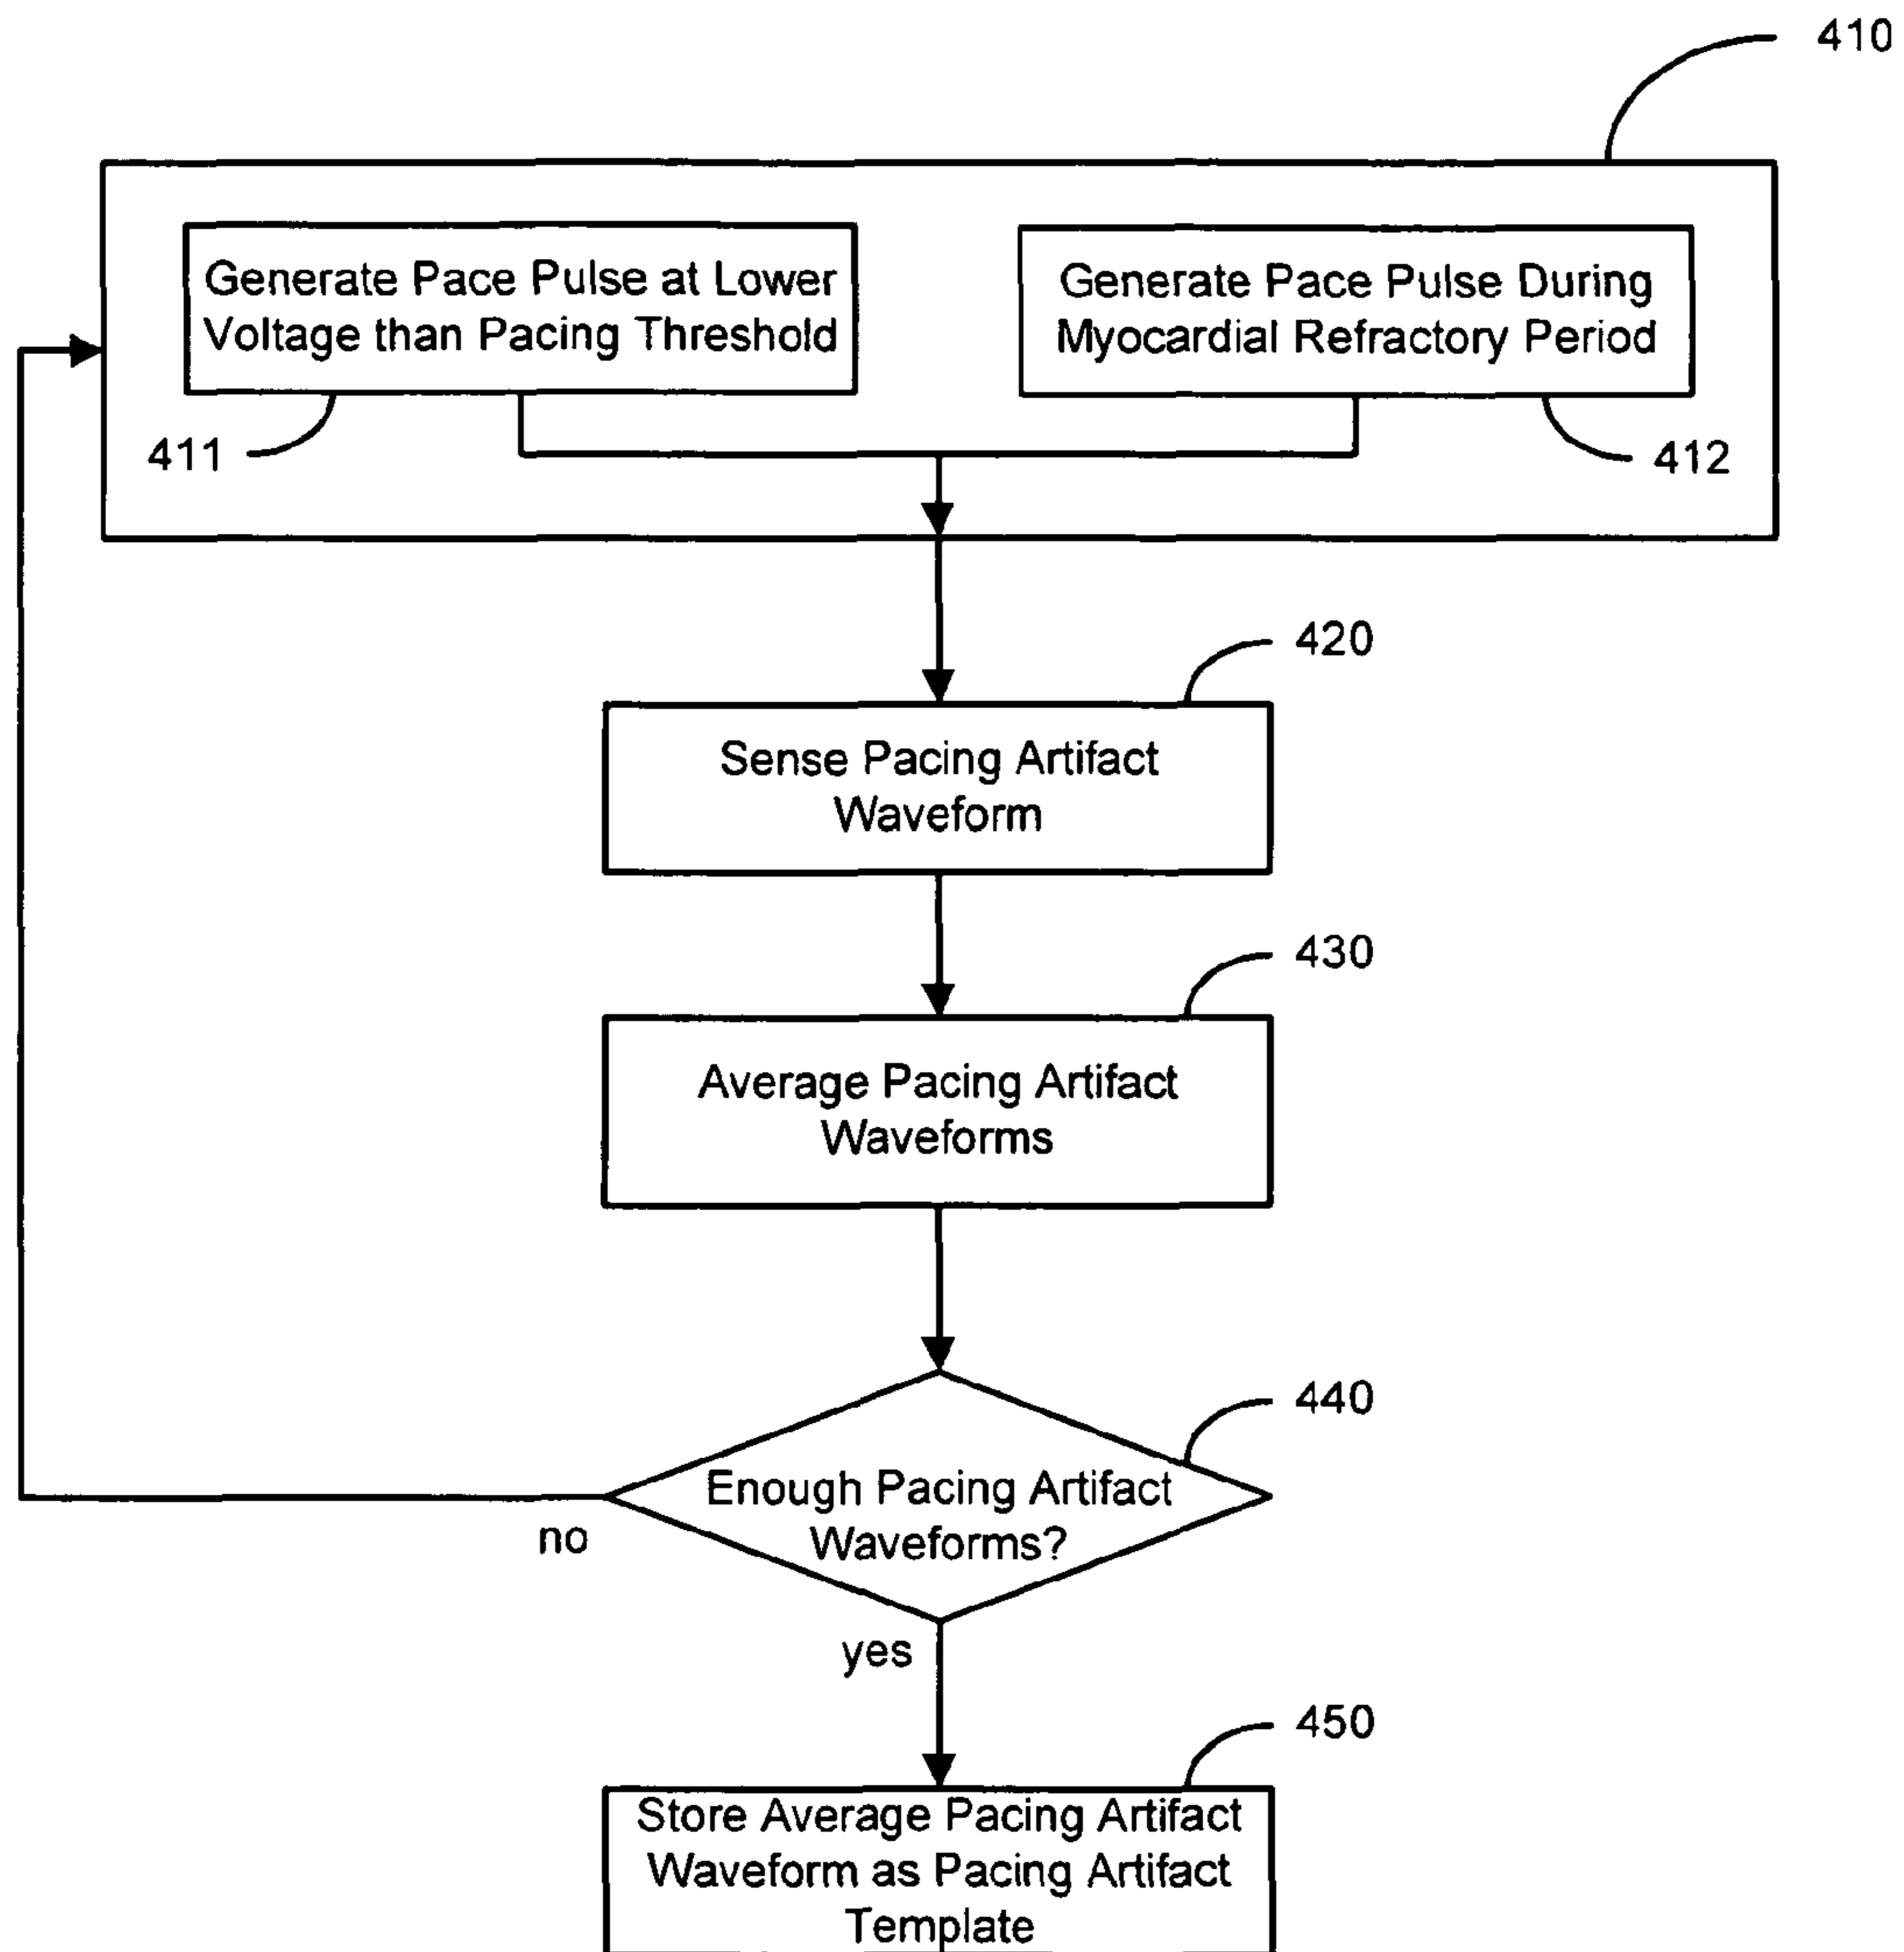 410
Generate Pace Pulse at Lower
Voltage than Pacing Threshold
Generate Pace Pulse During
Myocardial Refractory Period
411
412
420
Sense Pacing Artifact
Waveform
430
Average Pacing Artifact
Waveforms
440
Enough Pacing Artifact
Waveforms?
no
yes
450
Store Average Pacing Artifact
Waveform as Pacing Artifact
Template